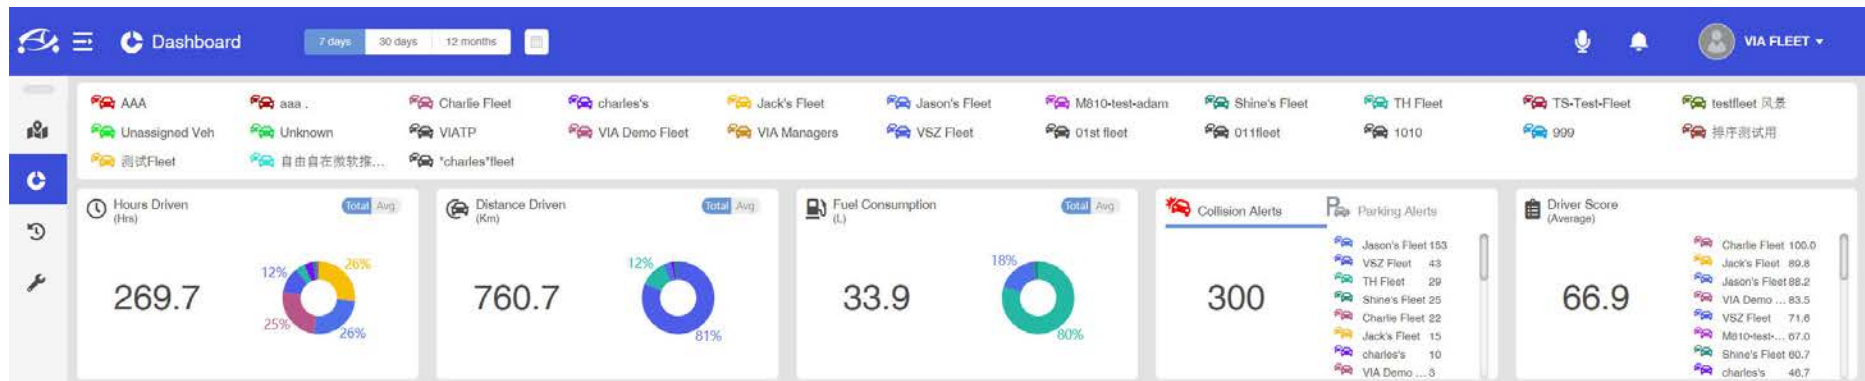 Dashboard 7 days 30 days 12 months VIA FLEET
AAA aaa . Charlie Fleet charles's Jack's Fleet Jason's Fleet M810-test-adam Shine's Fleet TH Fleet TS-Test-Fleet testfleet 风景
Unassigned Veh Unknown VIATP VIA Demo Fleet VIA Managers VSZ Fleet 01st fleet 011fleet 1010 999 排序测试用
测试Fleet 自由自在微软推... "charles"fleet
Hours Driven
(Hrs)
Total Avg
269.7
12%
26%
25%
26%
Distance Driven
(Km)
Total Avg
760.7
12%
81%
Fuel Consumption
(L)
Total Avg
33.9
18%
80%
Collision Alerts Parking Alerts
300
Jason's Fleet 153
VSZ Fleet 43
TH Fleet 29
Shine's Fleet 25
Charlie Fleet 22
Jack's Fleet 15
charles's 10
VIA Demo ... 3
Driver Score
(Average)
66.9
Charlie Fleet 100.0
Jack's Fleet 89.8
Jason's Fleet 88.2
VIA Demo ... 83.5
VSZ Fleet 71.6
M810-test-... 67.0
Shine's Fleet 60.7
charles's 46.7